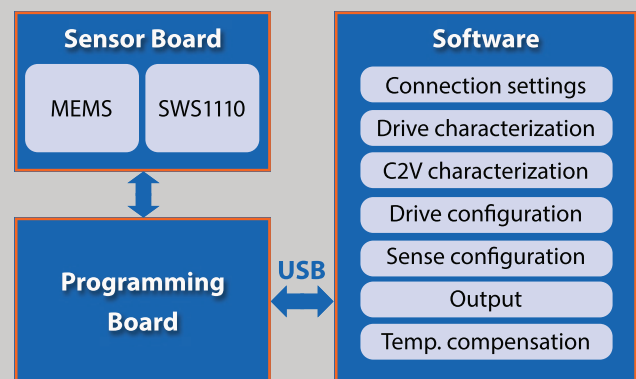 Sensor Board
MEMS
SWS1110
Programming
Board
USB
Software
Connection settings
Drive characterization
C2V characterization
Drive configuration
Sense configuration
Output
Temp. compensation